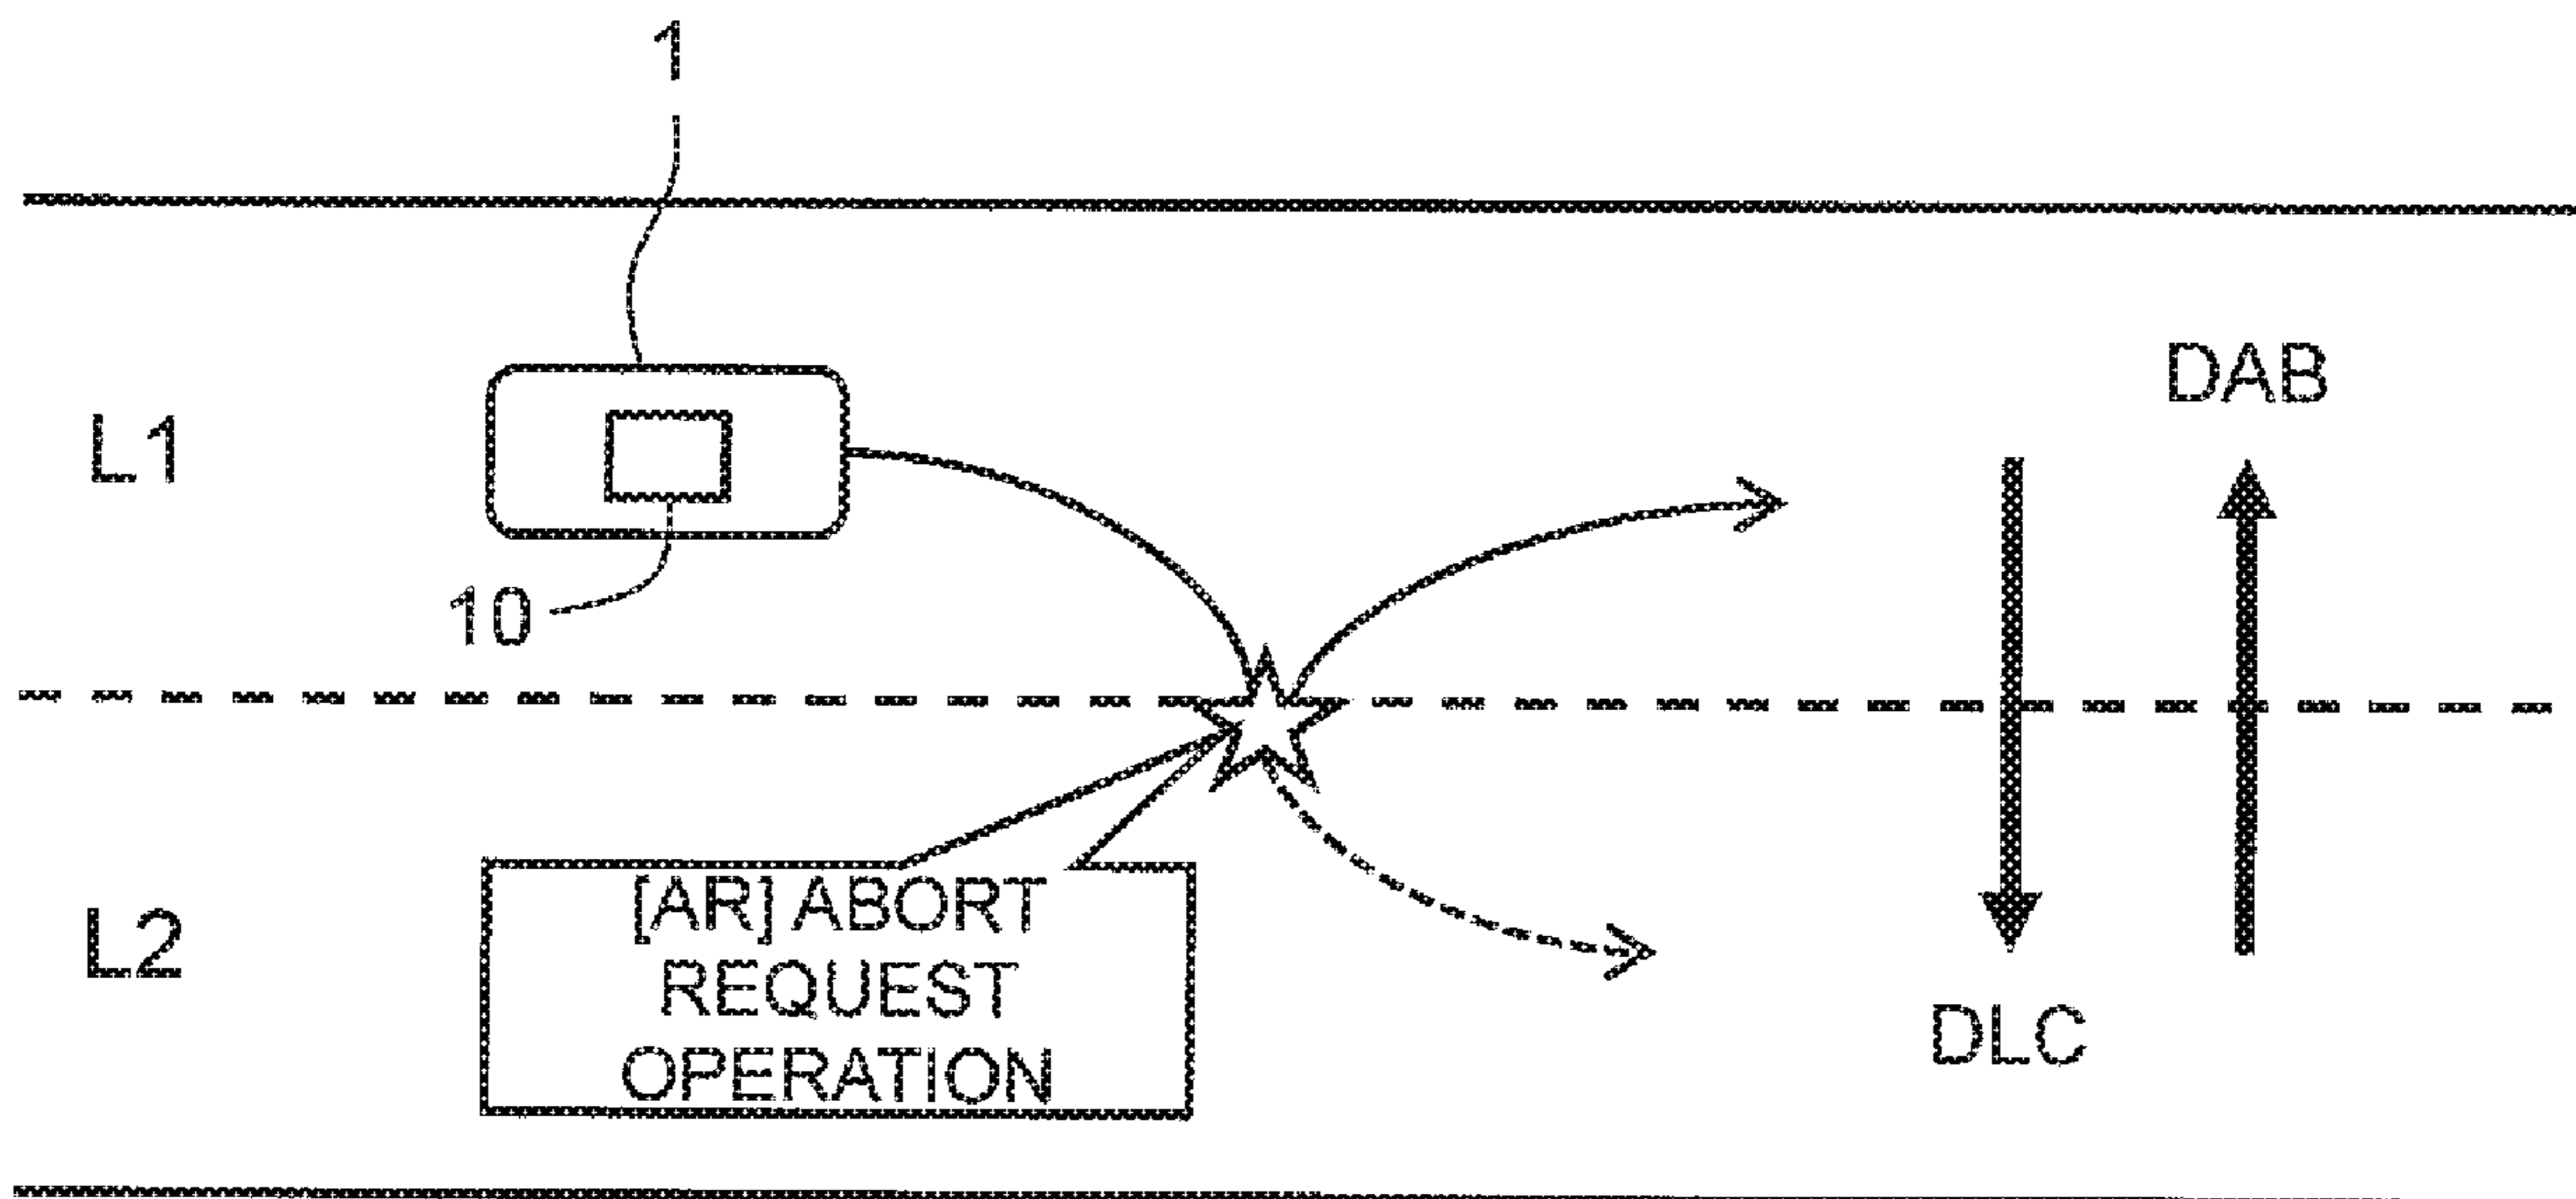 1
DAB
L1
10
[AR] ABORT
REQUEST
OPERATION
L2
DLC